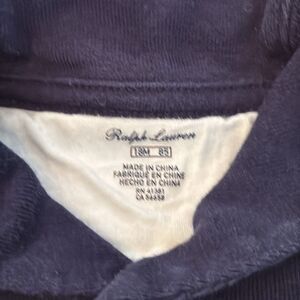 Ralph Lauren
18M 85
MADE IN CHINA
FABRIQUÉ EN CHINE
HECHO EN CHINA
RN 41381
CA 56658